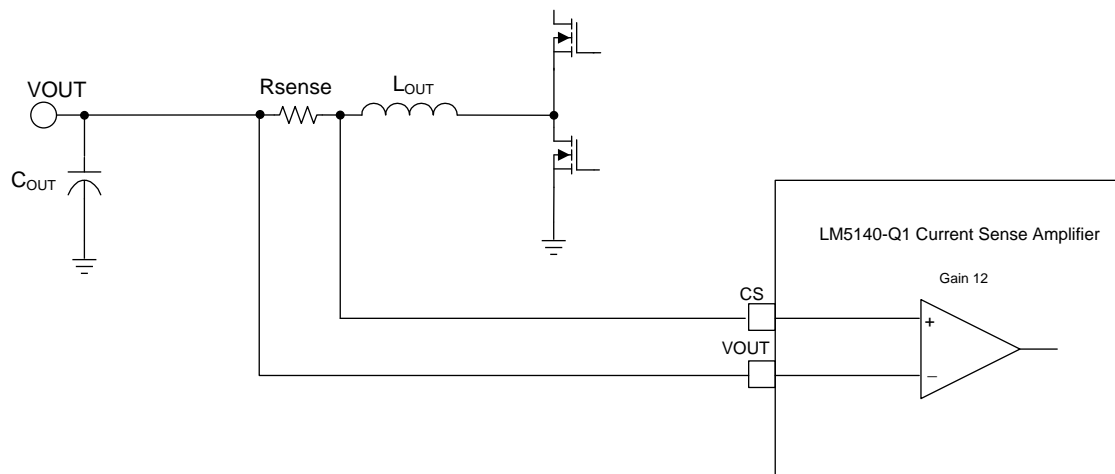 VOUT
Rsense
LOUT
COUT
LM5140-Q1 Current Sense Amplifier
Gain 12
CS
+
VOUT
−